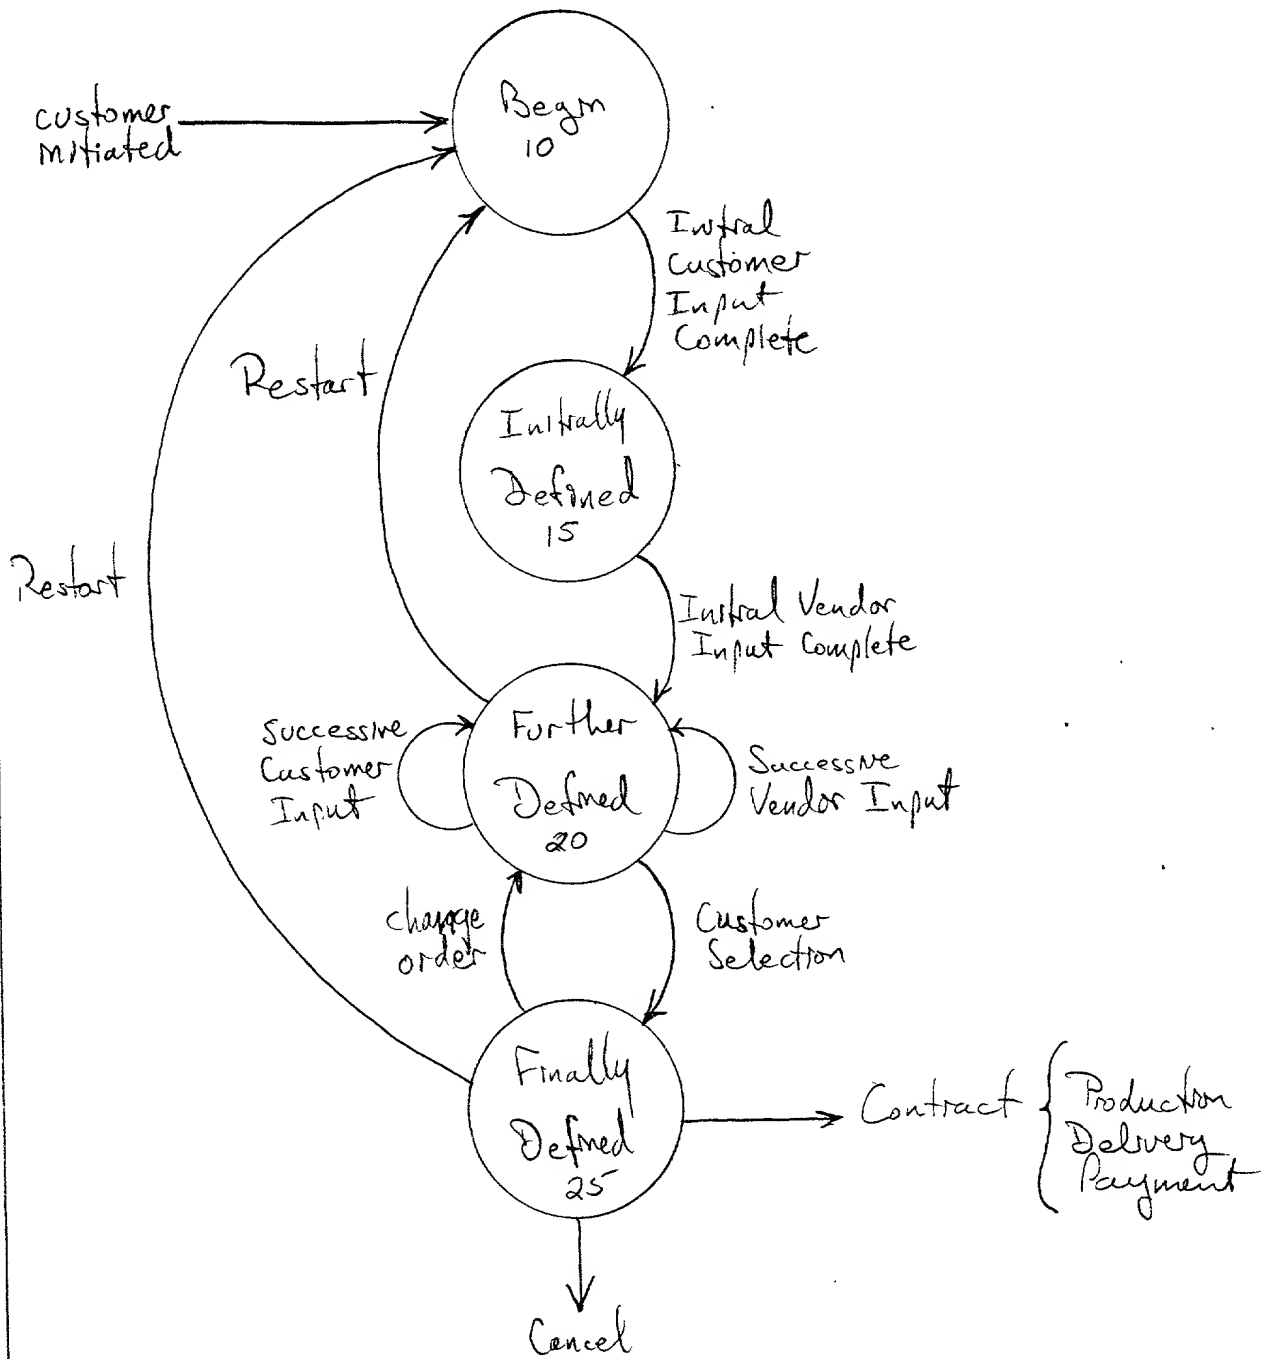 Begin
10
customer
initiated
Initial
Customer
Input
Complete
Restart
Initially
Defined
15
Restart
Initial Vendor
Input Complete
Successive
Customer
Input
Further
Defined
20
Successive
Vendor Input
change
order
Customer
Selection
Finally
Defined
25
Contract
Production
Delivery
Payment
Cancel